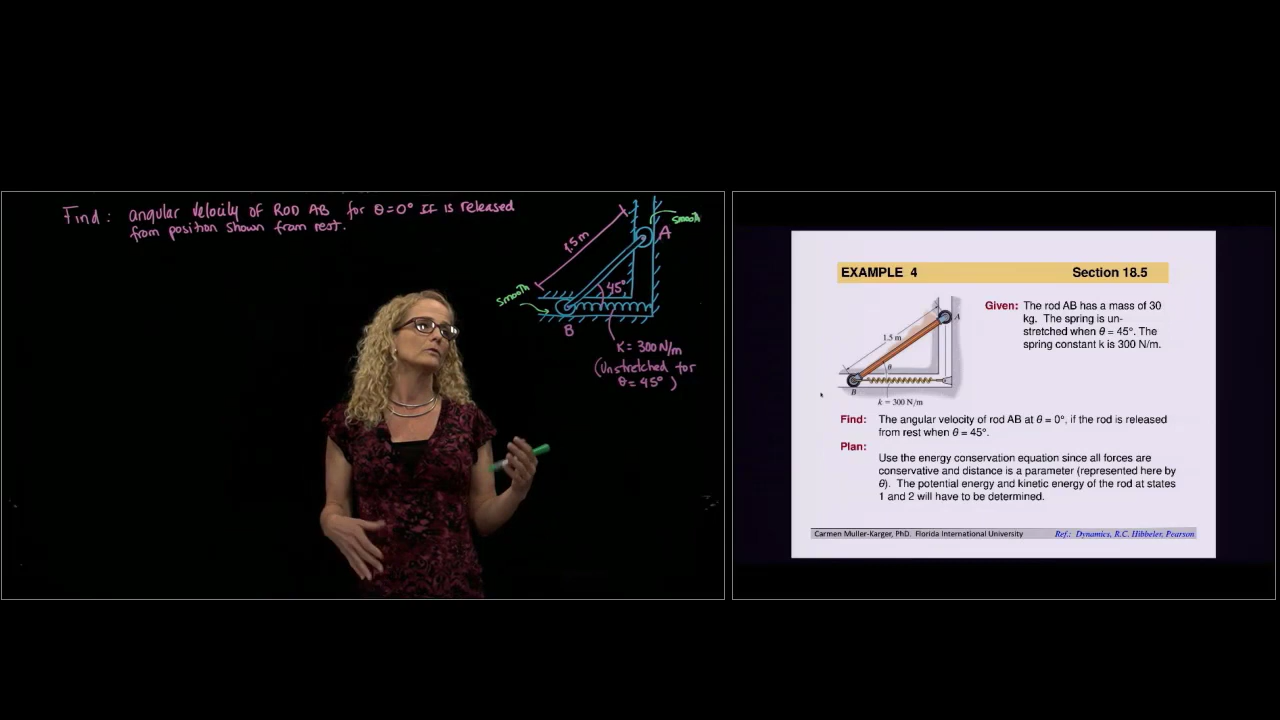 Find: angular velocity of ROD AB for θ=0° IF is released
from position shown from rest.
Smooth
A
1.5m
45°
Smooth
B
K = 300 N/m
(Unstretched for
θ = 45°)
EXAMPLE 4 Section 18.5
A
1.5 m
θ
B
k = 300 N/m
Given: The rod AB has a mass of 30
kg. The spring is un-
stretched when θ = 45°. The
spring constant k is 300 N/m.
Find: The angular velocity of rod AB at θ = 0°, if the rod is released
from rest when θ = 45°.
Plan:
Use the energy conservation equation since all forces are
conservative and distance is a parameter (represented here by
θ). The potential energy and kinetic energy of the rod at states
1 and 2 will have to be determined.
Carmen Muller-Karger, PhD. Florida International University Ref.: Dynamics, R.C. Hibbeler, Pearson